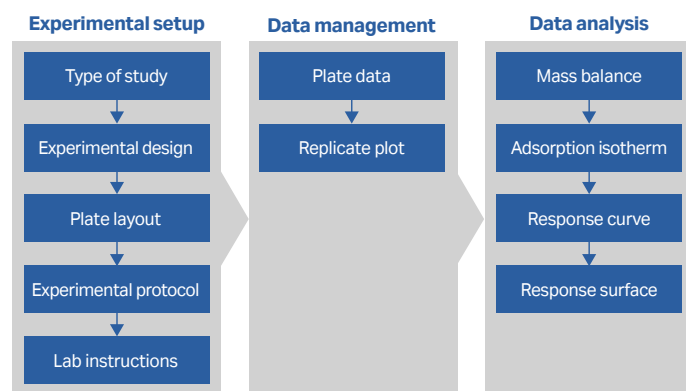 Experimental setup
Type of study
Experimental design
Plate layout
Experimental protocol
Lab instructions
Data management
Plate data
Replicate plot
Data analysis
Mass balance
Adsorption isotherm
Response curve
Response surface